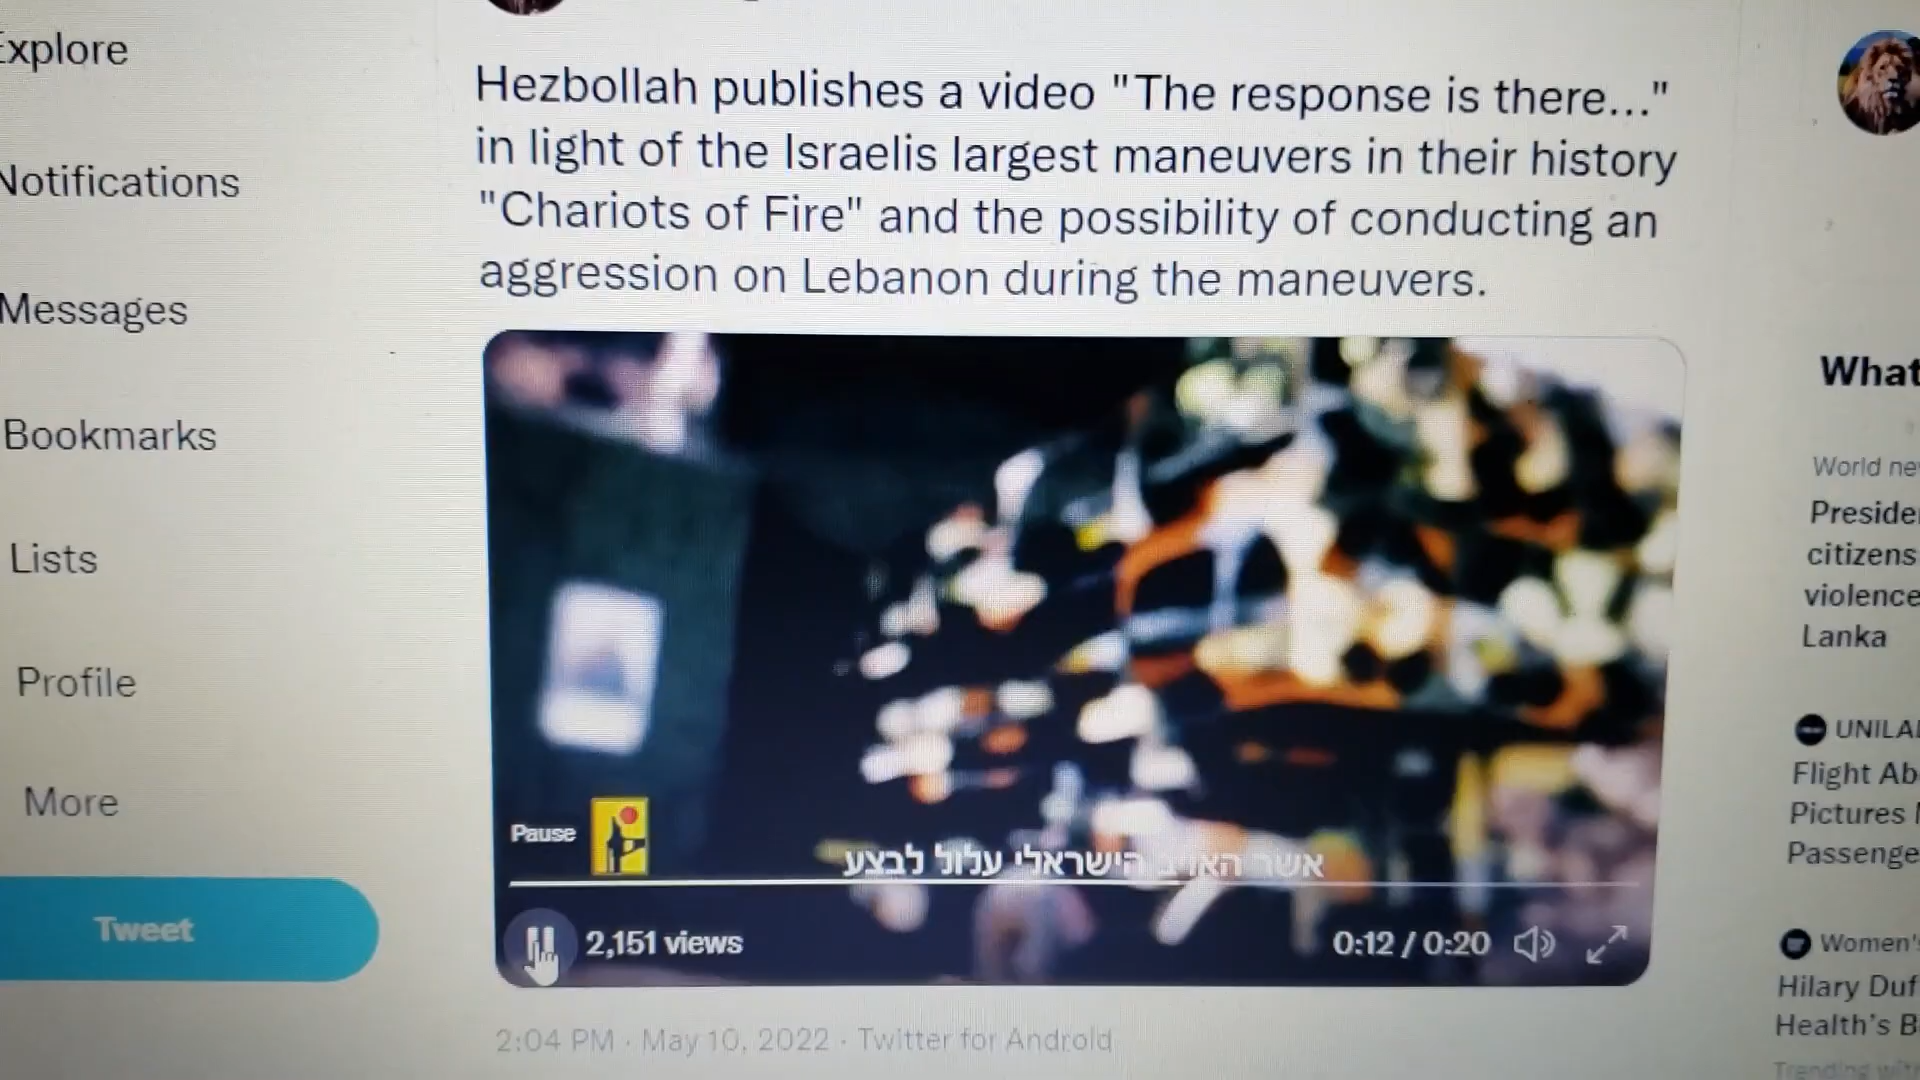 Explore
Notifications
Messages
Bookmarks
Lists
Profile
More
Tweet
Hezbollah publishes a video "The response is there..."
in light of the Israelis largest maneuvers in their history
"Chariots of Fire" and the possibility of conducting an
aggression on Lebanon during the maneuvers.
Pause
אשר האויב הישראלי עלול לבצע
2,151 views
0:12 / 0:20
2:04 PM · May 10, 2022 · Twitter for Android
What
World ne
Preside
citizens
violence
Lanka
UNILA
Flight Ab
Pictures
Passenge
Women's
Hilary Duf
Health's B
Trending with